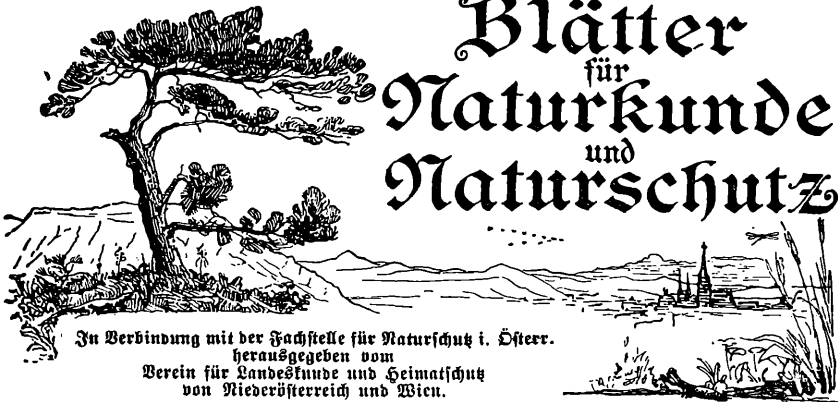 Blätter
für
Naturkunde
und
Naturschutz
In Verbindung mit der Fachstelle für Naturschutz i. Österr.
herausgegeben vom
Verein für Landeskunde und Heimatschutz
von Niederösterreich und Wien.